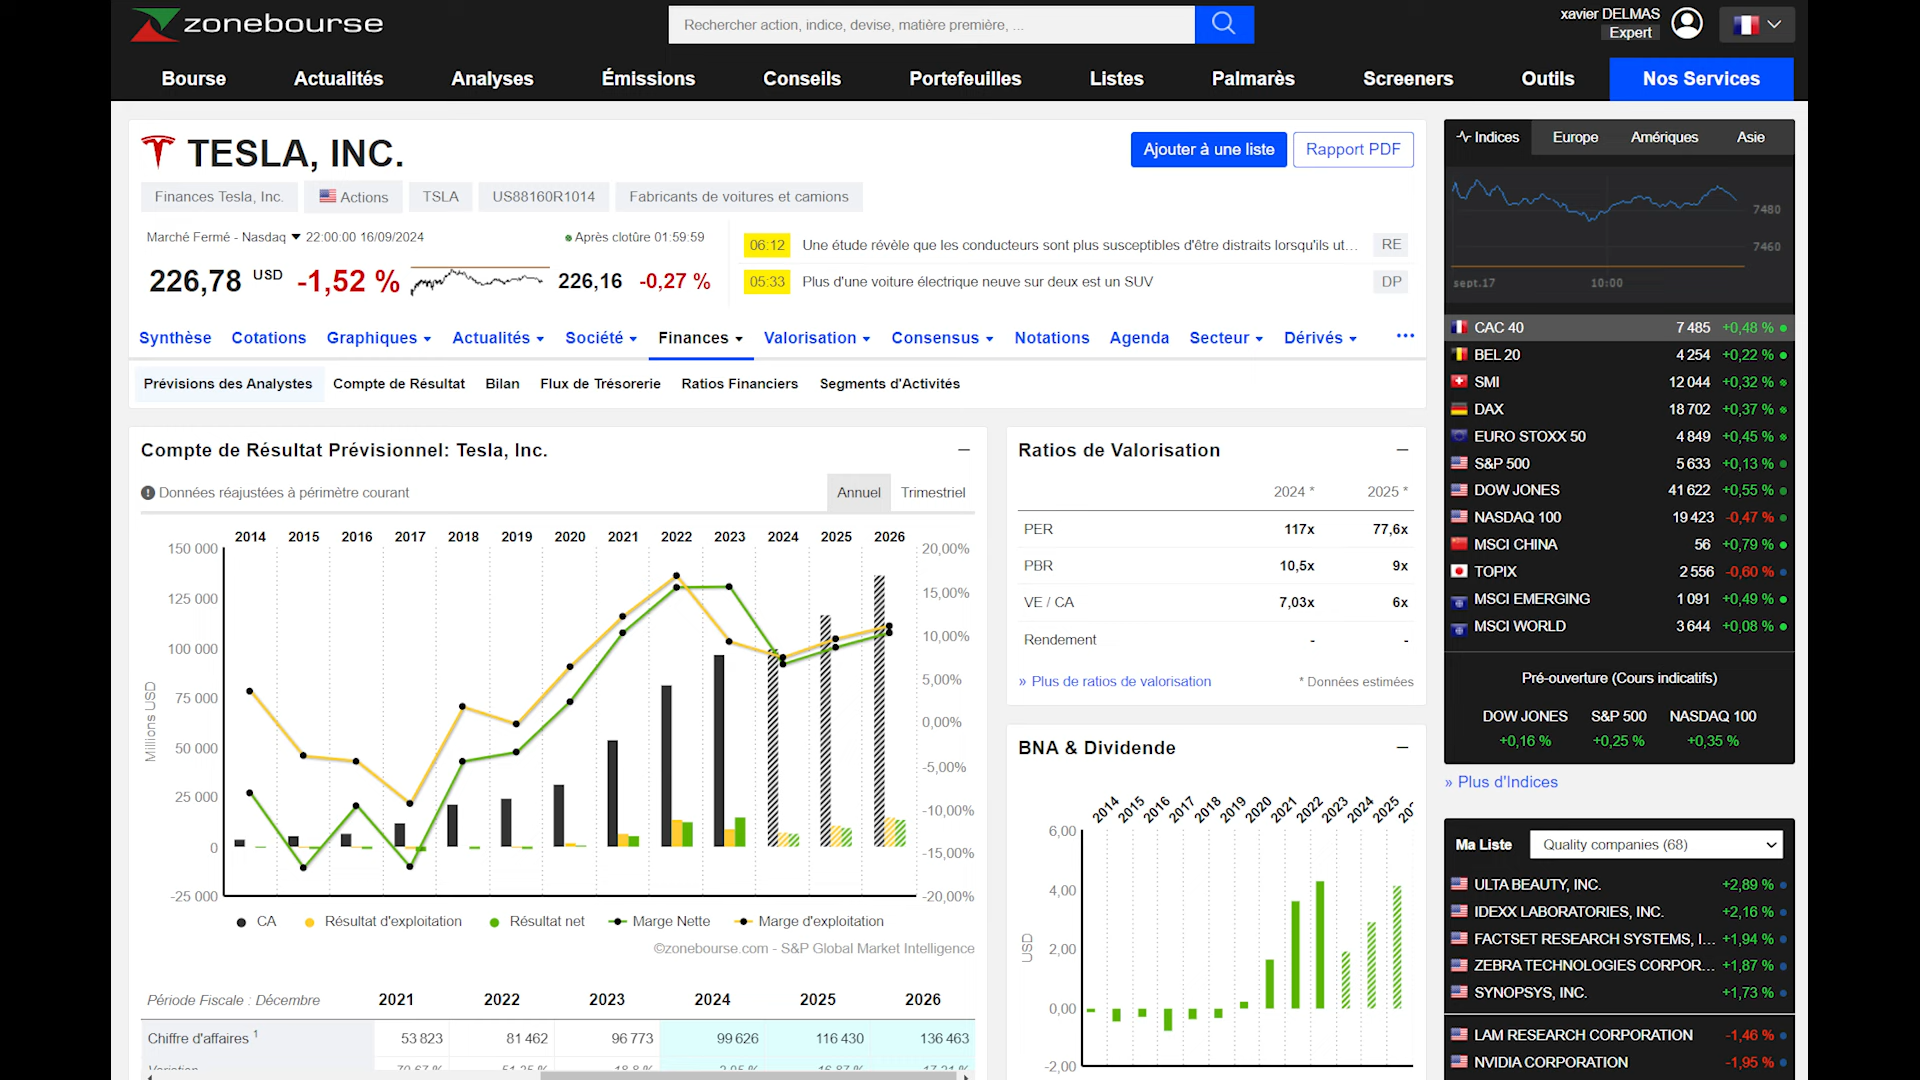 zonebourse
Rechercher action, indice, devise, matière première, ...
xavier DELMAS
Expert
Bourse
Actualités
Analyses
Émissions
Conseils
Portefeuilles
Listes
Palmarès
Screeners
Outils
Nos Services
TESLA, INC.
Ajouter à une liste
Rapport PDF
Finances Tesla, Inc.
Actions
TSLA
US88160R1014
Fabricants de voitures et camions
Marché Fermé - Nasdaq 22:00:00 16/09/2024
Après clotûre 01:59:59
226,78 USD -1,52 %
226,16 -0,27 %
06:12 Une étude révèle que les conducteurs sont plus susceptibles d'être distraits lorsqu'ils ut... RE
05:33 Plus d'une voiture électrique neuve sur deux est un SUV DP
Synthèse
Cotations
Graphiques
Actualités
Société
Finances
Valorisation
Consensus
Notations
Agenda
Secteur
Dérivés
...
Prévisions des Analystes
Compte de Résultat
Bilan
Flux de Trésorerie
Ratios Financiers
Segments d'Activités
Compte de Résultat Prévisionnel: Tesla, Inc.
Données réajustées à périmètre courant
Annuel
Trimestriel
2014 2015 2016 2017 2018 2019 2020 2021 2022 2023 2024 2025 2026
150 000
125 000
100 000
75 000
50 000
25 000
0
-25 000
Millions USD
20,00%
15,00%
10,00%
5,00%
0,00%
-5,00%
-10,00%
-15,00%
-20,00%
CA
Résultat d'exploitation
Résultat net
Marge Nette
Marge d'exploitation
©zonebourse.com - S&P Global Market Intelligence
Période Fiscale : Décembre 2021 2022 2023 2024 2025 2026
Chiffre d'affaires 1 53 823 81 462 96 773 99 626 116 430 136 463
Ratios de Valorisation
2024 * 2025 *
PER 117x 77,6x
PBR 10,5x 9x
VE / CA 7,03x 6x
Rendement - -
» Plus de ratios de valorisation
* Données estimées
BNA & Dividende
2014 2015 2016 2017 2018 2019 2020 2021 2022 2023 2024 2025
6,00
4,00
2,00
0,00
-2,00
USD
Indices
Europe
Amériques
Asie
7480
7460
sept.17
10:00
CAC 40 7 485 +0,48 %
BEL 20 4 254 +0,22 %
SMI 12 044 +0,32 %
DAX 18 702 +0,37 %
EURO STOXX 50 4 849 +0,45 %
S&P 500 5 633 +0,13 %
DOW JONES 41 622 +0,55 %
NASDAQ 100 19 423 -0,47 %
MSCI CHINA 56 +0,79 %
TOPIX 2 556 -0,60 %
MSCI EMERGING 1 091 +0,49 %
MSCI WORLD 3 644 +0,08 %
Pré-ouverture (Cours indicatifs)
DOW JONES S&P 500 NASDAQ 100
+0,16 % +0,25 % +0,35 %
» Plus d'Indices
Ma Liste
Quality companies (68)
ULTA BEAUTY, INC. +2,89 %
IDEXX LABORATORIES, INC. +2,16 %
FACTSET RESEARCH SYSTEMS, I... +1,94 %
ZEBRA TECHNOLOGIES CORPOR... +1,87 %
SYNOPSYS, INC. +1,73 %
LAM RESEARCH CORPORATION -1,46 %
NVIDIA CORPORATION -1,95 %